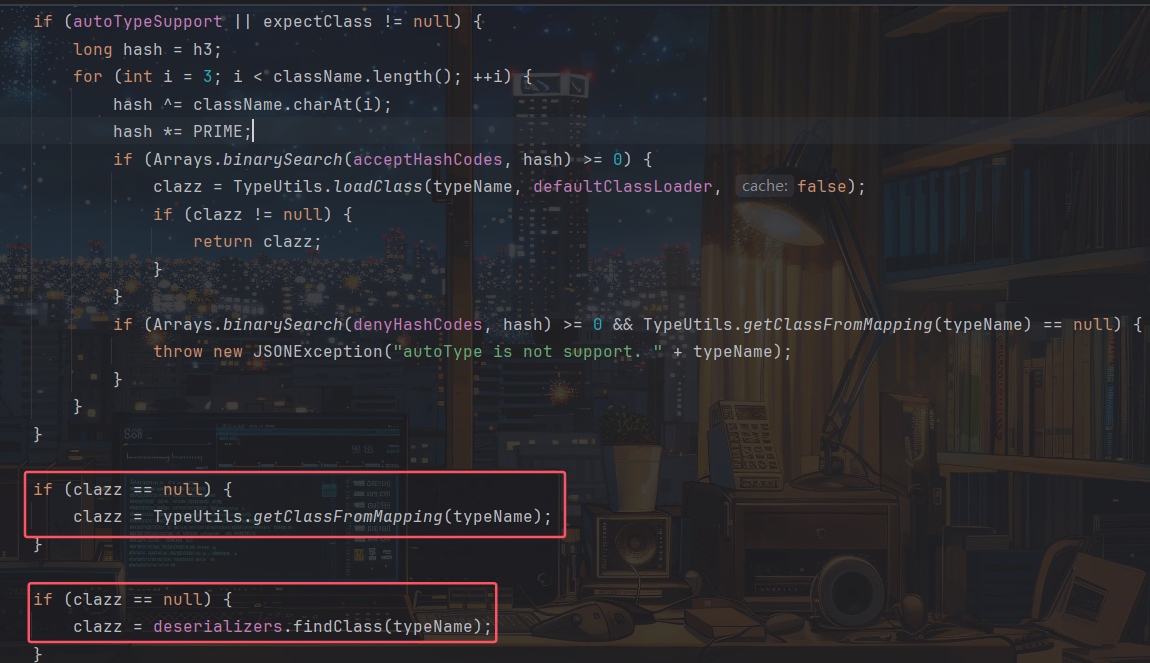 if (autoTypeSupport || expectClass != null) {
    long hash = h3;
    for (int i = 3; i < className.length(); ++i) {
        hash ^= className.charAt(i);
        hash *= PRIME;
        if (Arrays.binarySearch(acceptHashCodes, hash) >= 0) {
            clazz = TypeUtils.loadClass(typeName, defaultClassLoader, cache: false);
            if (clazz != null) {
                return clazz;
            }
        }
        if (Arrays.binarySearch(denyHashCodes, hash) >= 0 && TypeUtils.getClassFromMapping(typeName) == null) {
            throw new JSONException("autoType is not support. " + typeName);
        }
    }
}
if (clazz == null) {
    clazz = TypeUtils.getClassFromMapping(typeName);
}
if (clazz == null) {
    clazz = deserializers.findClass(typeName);
}